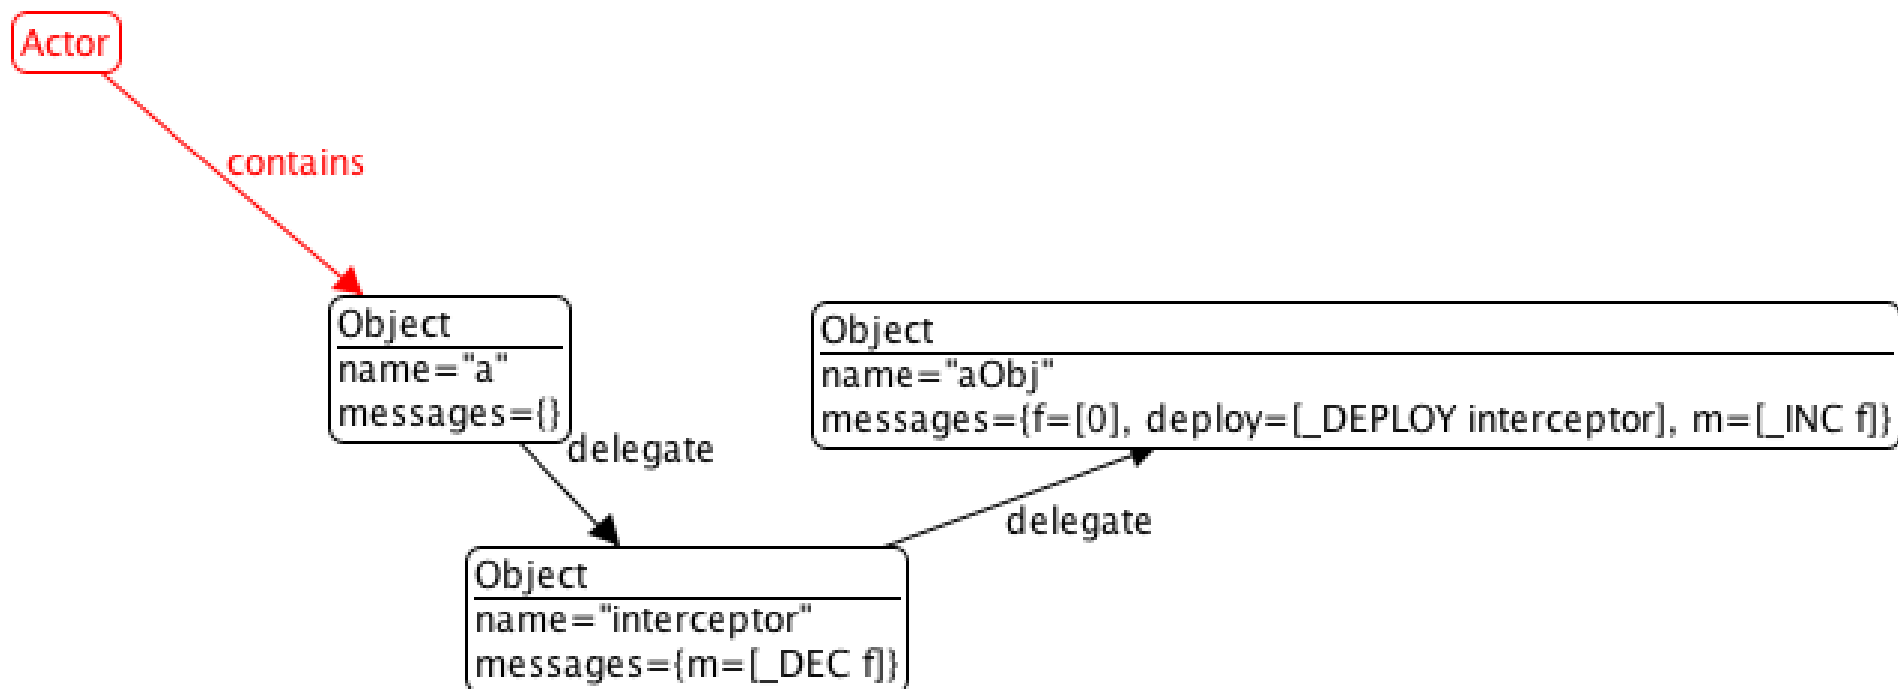 Actor
contains
Object
name="a"
messages={}
delegate
Object
name="aObj"
messages={f=[0], deploy=[_DEPLOY interceptor], m=[_INC f]}
delegate
Object
name="interceptor"
messages={m=[_DEC f]}